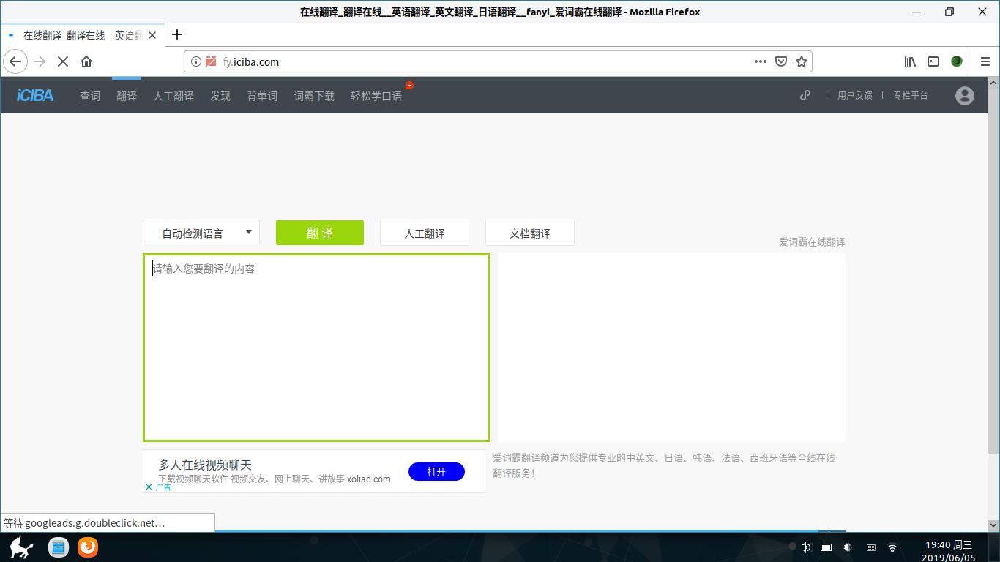 在线翻译_翻译在线__英语翻译_英文翻译_日语翻译__fanyi_爱词霸在线翻译 - Mozilla Firefox
在线翻译_翻译在线__英语翻
fy.iciba.com
iCIBA 查词 翻译 人工翻译 发现 背单词 词霸下载 轻松学口语 H 用户反馈 专栏平台
自动检测语言 翻 译 人工翻译 文档翻译
爱词霸在线翻译
请输入您要翻译的内容
多人在线视频聊天
下载视频聊天软件 视频交友、网上聊天、讲故事 xoliao.com
打开
广告
爱词霸翻译频道为您提供专业的中英文、日语、韩语、法语、西班牙语等全线在线
翻译服务!
等待 googleads.g.doubleclick.net…
19:40 周三
2019/06/05